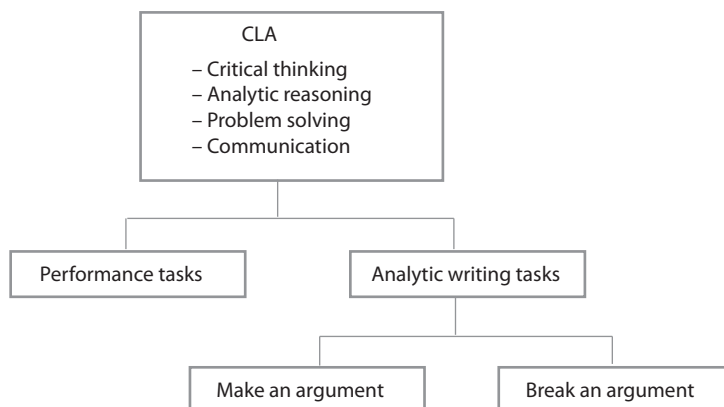 CLA
– Critical thinking
– Analytic reasoning
– Problem solving
– Communication
Performance tasks
Analytic writing tasks
Make an argument
Break an argument